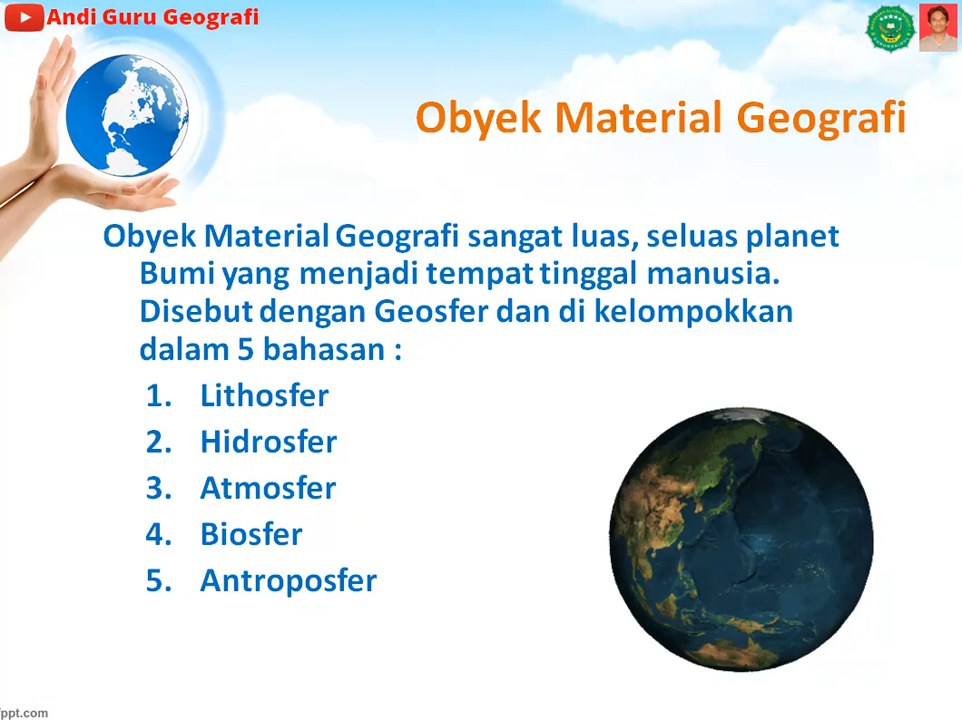 Andi Guru Geografi
Obyek Material Geografi
Obyek Material Geografi sangat luas, seluas planet
Bumi yang menjadi tempat tinggal manusia.
Disebut dengan Geosfer dan di kelompokkan
dalam 5 bahasan :
1. Lithosfer
2. Hidrosfer
3. Atmosfer
4. Biosfer
5. Antroposfer
ppt.com